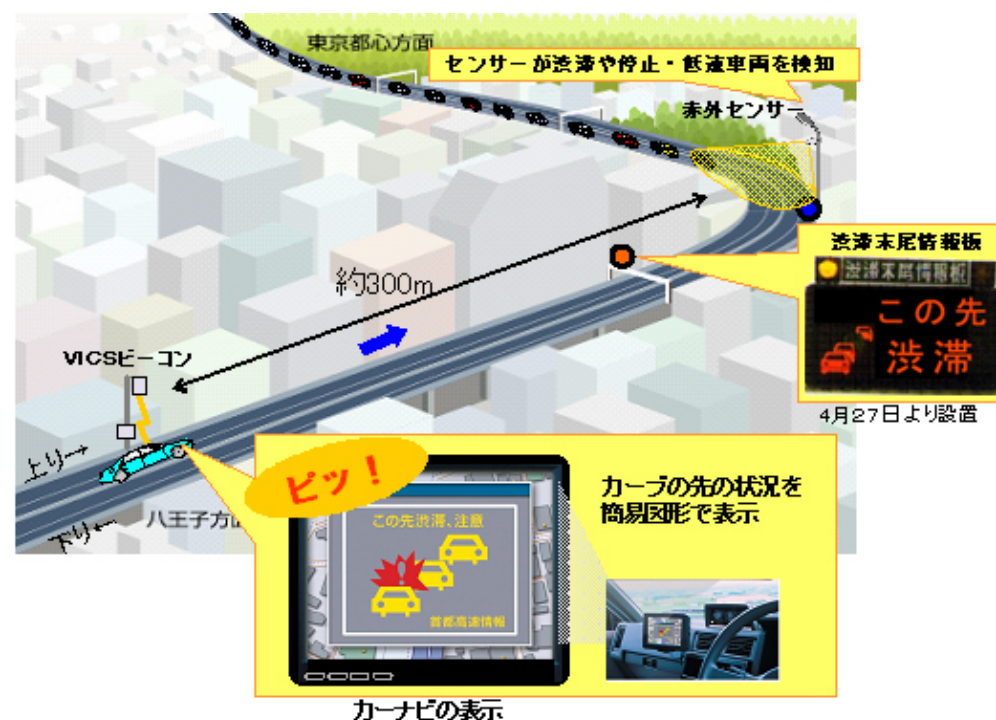 東京都心方面
センサーが渋滞や停止・低速車両を検知
赤外センサー
渋滞末尾情報板
渋滞末尾情報板
この先
渋滞
4月27日より設置
約300m
VICSビーコン
上り→
下り←
八王子方面
ピッ!
この先渋滞、注意
!
首都高速情報
カーブの先の状況を
簡易図形で表示
カーナビの表示